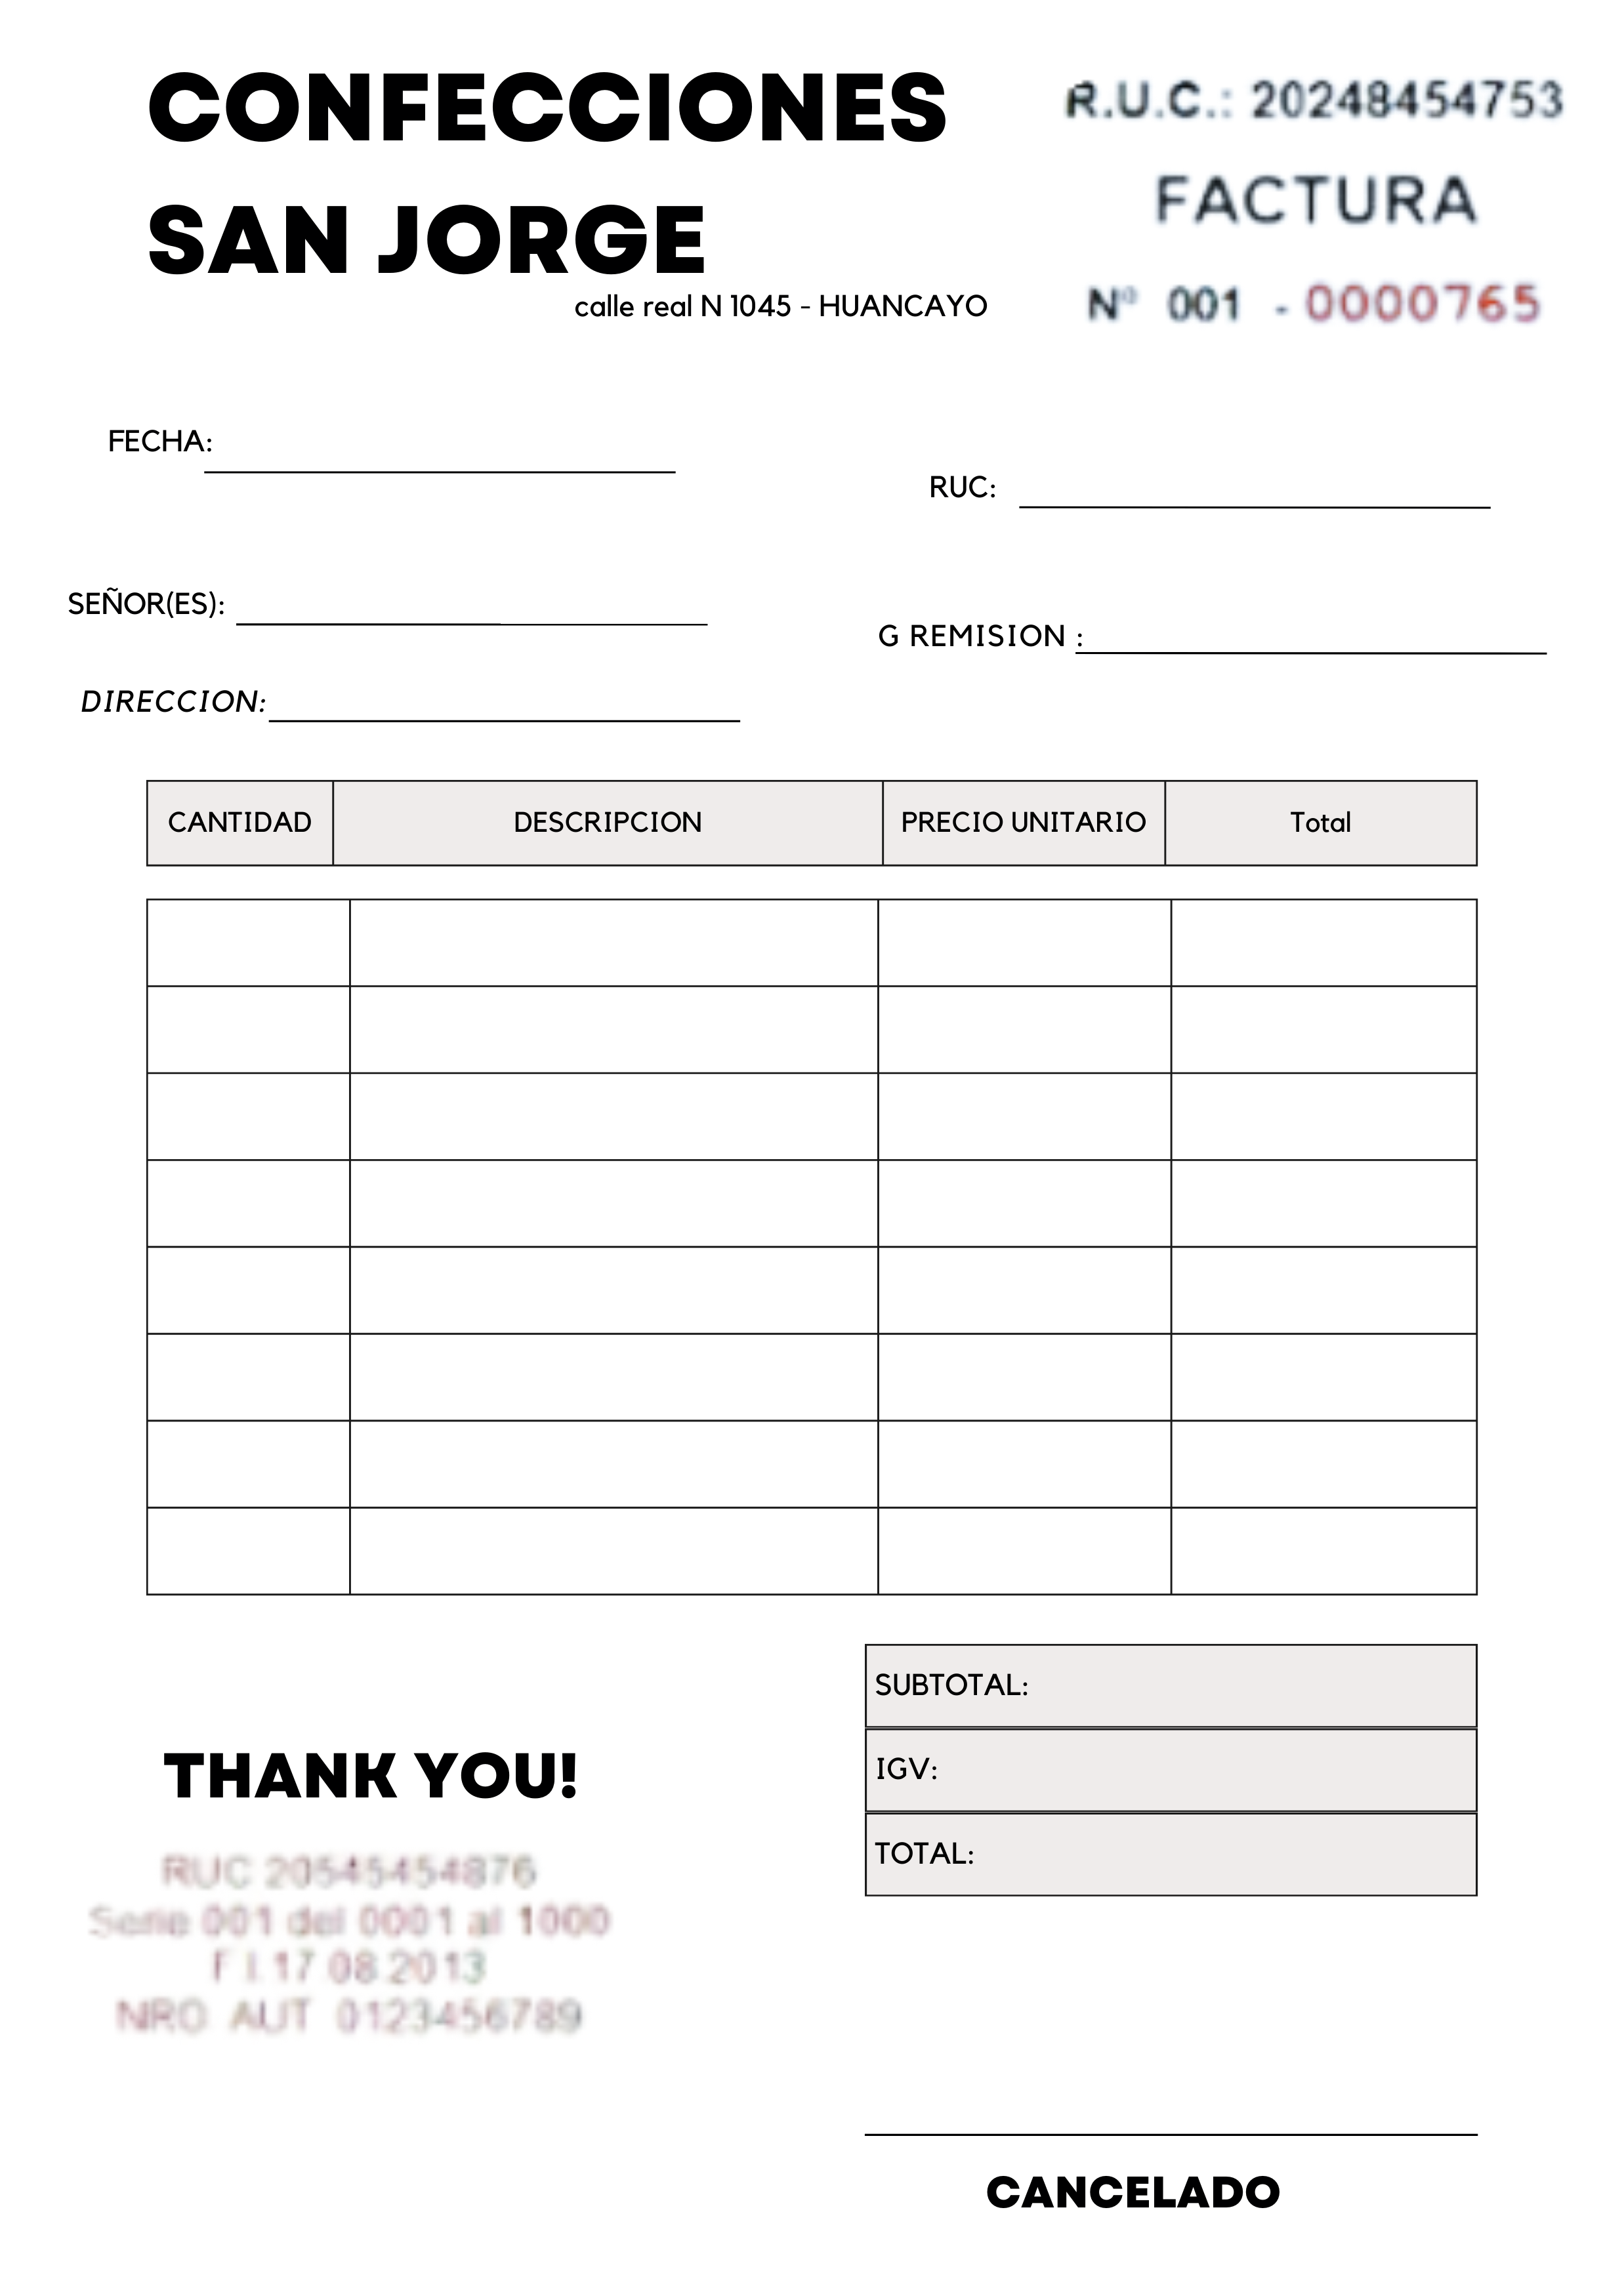 CONFECCIONES
SAN JORGE
calle real N 1045 - HUANCAYO
R.U.C.: 20248454753
FACTURA
Nº 001 - 0000765
FECHA:
RUC:
SEÑOR(ES):
G REMISION :
DIRECCION:
CANTIDAD DESCRIPCION PRECIO UNITARIO Total
SUBTOTAL:
IGV:
TOTAL:
THANK YOU!
RUC 20545454876
Serie 001 del 0001 al 1000
F I.17 08.2013
NRO AUT 0123456789
CANCELADO